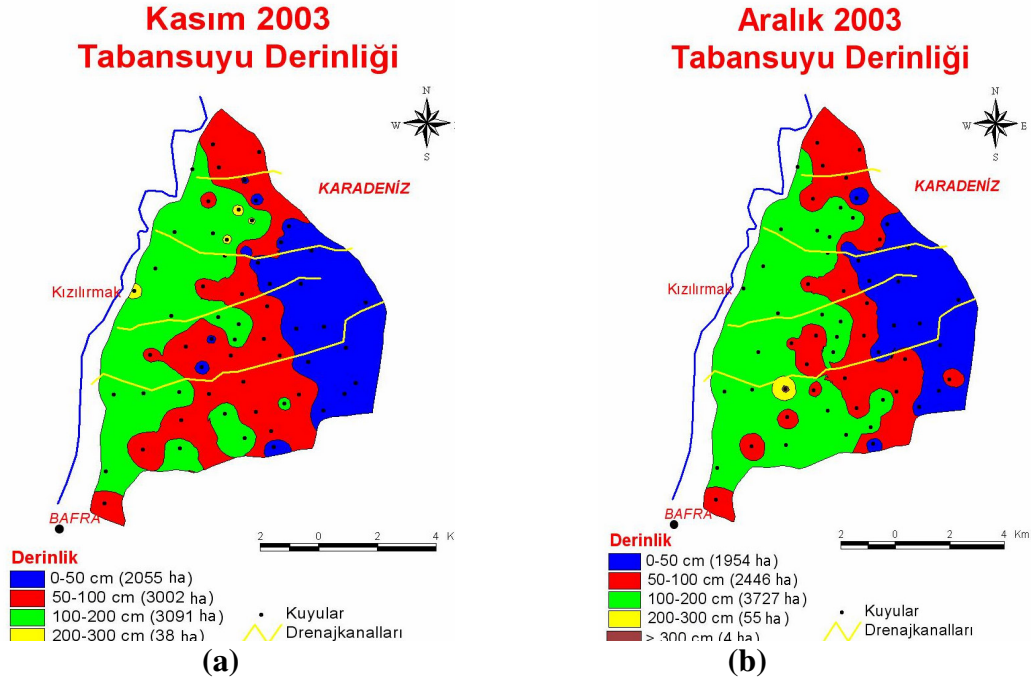 Kasım 2003
Tabansuyu Derinliği
N
W
S
KARADENİZ
Kızılırmak
BAFRA
2 0 2 4 K
Derinlik
0-50 cm (2055 ha)
50-100 cm (3002 ha)
100-200 cm (3091 ha)
200-300 cm (38 ha)
Kuyular
Drenajkanalları
(a)
Aralık 2003
Tabansuyu Derinliği
N
W E
S
KARADENİZ
Kızılırmak
BAFRA
2 0 2 4 Km
Derinlik
0-50 cm (1954 ha)
50-100 cm (2446 ha)
100-200 cm (3727 ha)
200-300 cm (55 ha)
> 300 cm (4 ha)
Kuyular
Drenajkanalları
(b)